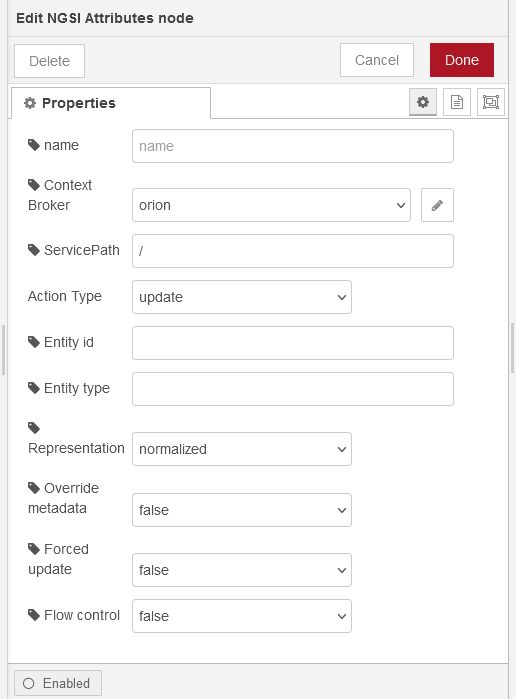 Edit NGSI Attributes node
Delete
Cancel
Done
Properties
name
name
Context
Broker
orion
ServicePath
/
Action Type
update
Entity id
Entity type
Representation
normalized
Override
metadata
false
Forced
update
false
Flow control
false
Enabled